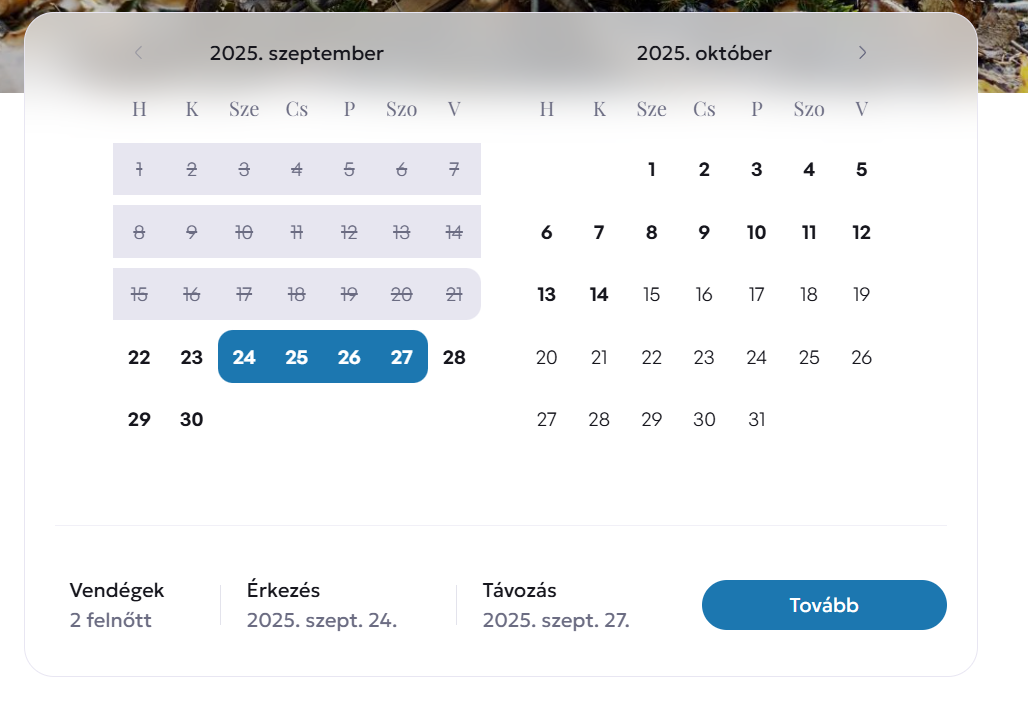 2025. szeptember
H K Sze Cs P Szo V
1 2 3 4 5 6 7
8 9 10 11 12 13 14
15 16 17 18 19 20 21
22 23 24 25 26 27 28
29 30
2025. október
H K Sze Cs P Szo V
1 2 3 4 5
6 7 8 9 10 11 12
13 14 15 16 17 18 19
20 21 22 23 24 25 26
27 28 29 30 31
Vendégek
2 felnőtt
Érkezés
2025. szept. 24.
Távozás
2025. szept. 27.
Tovább